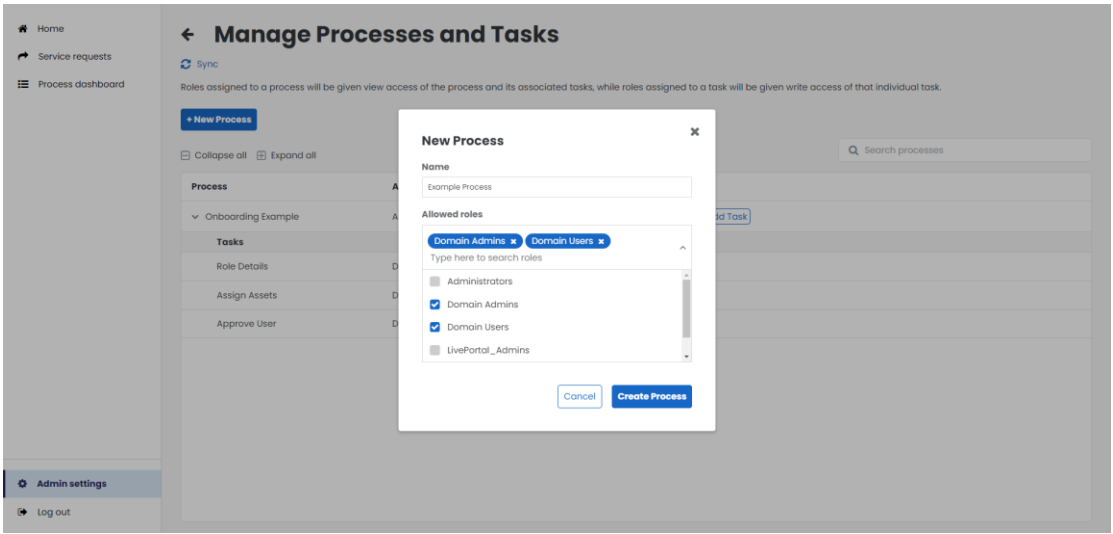 Home
Service requests
Process dashboard
Admin settings
Log out
Manage Processes and Tasks
Sync
Roles assigned to a process will be given view access of the process and its associated tasks, while roles assigned to a task will be given write access of that individual task.
+ New Process
Collapse all Expand all
Search processes
Process A
Onboarding Example A dd Task
Tasks
Role Details D
Assign Assets D
Approve User D
New Process
Name
Example Process
Allowed roles
Domain Admins × Domain Users ×
Type here to search roles
Administrators
Domain Admins
Domain Users
LivePortal_Admins
Cancel Create Process